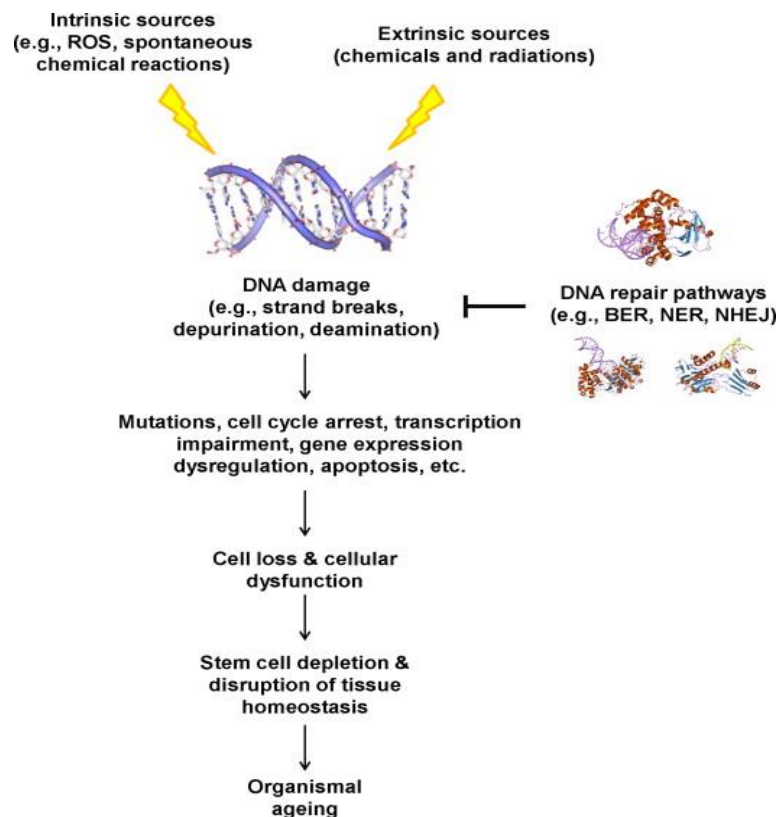 Intrinsic sources
(e.g., ROS, spontaneous
chemical reactions)
Extrinsic sources
(chemicals and radiations)
DNA damage
(e.g., strand breaks,
depurination, deamination)
DNA repair pathways
(e.g., BER, NER, NHEJ)
Mutations, cell cycle arrest, transcription
impairment, gene expression
dysregulation, apoptosis, etc.
Cell loss & cellular
dysfunction
Stem cell depletion &
disruption of tissue
homeostasis
Organismal
ageing